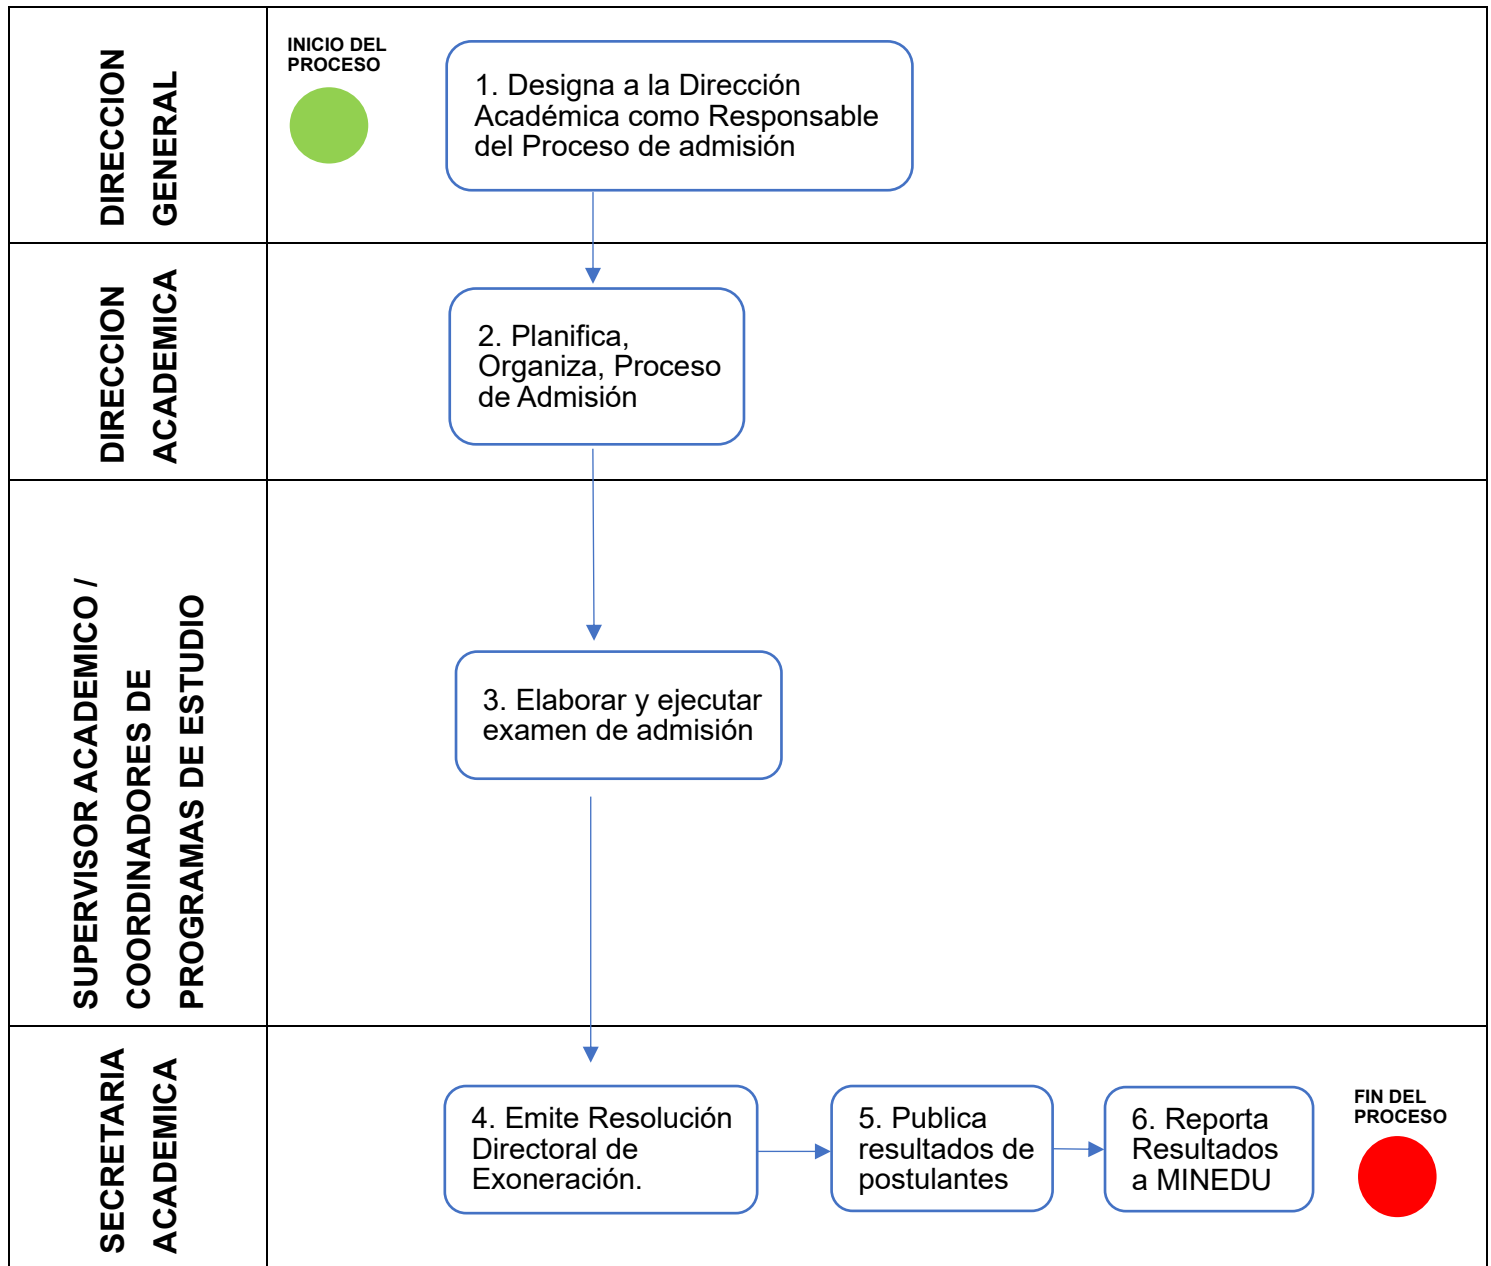 DIRECCION
GENERAL
INICIO DEL
PROCESO
1. Designa a la Dirección
Académica como Responsable
del Proceso de admisión
DIRECCION
ACADEMICA
2. Planifica,
Organiza, Proceso
de Admisión
SUPERVISOR ACADEMICO /
COORDINADORES DE
PROGRAMAS DE ESTUDIO
3. Elaborar y ejecutar
examen de admisión
SECRETARIA
ACADEMICA
4. Emite Resolución
Directoral de
Exoneración.
5. Publica
resultados de
postulantes
6. Reporta
Resultados
a MINEDU
FIN DEL
PROCESO